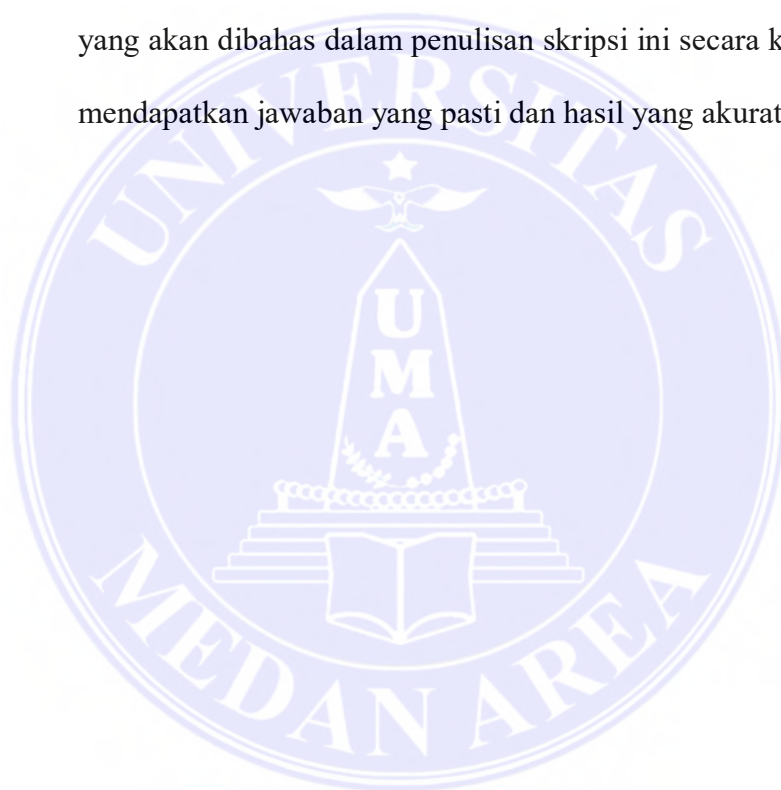 yang akan dibahas dalam penulisan skripsi ini secara k
mendapatkan jawaban yang pasti dan hasil yang akurat
UNIVERSITAS
U
M
A
MEDAN AREA